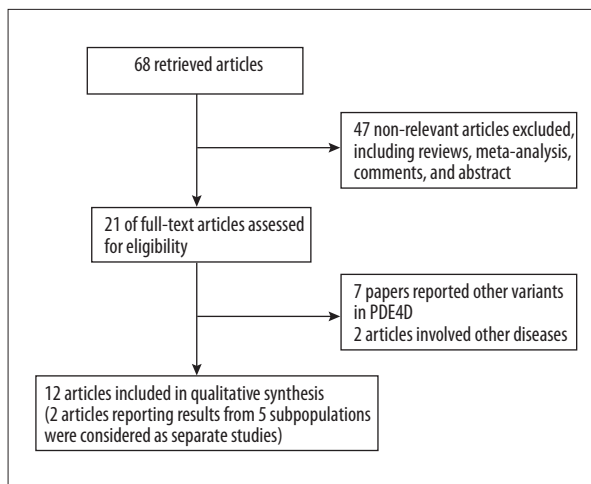 68 retrieved articles
47 non-relevant articles excluded,
including reviews, meta-analysis,
comments, and abstract
21 of full-text articles assessed
for eligibility
7 papers reported other variants
in PDE4D
2 articles involved other diseases
12 articles included in qualitative synthesis
(2 articles reporting results from 5 subpopulations
were considered as separate studies)